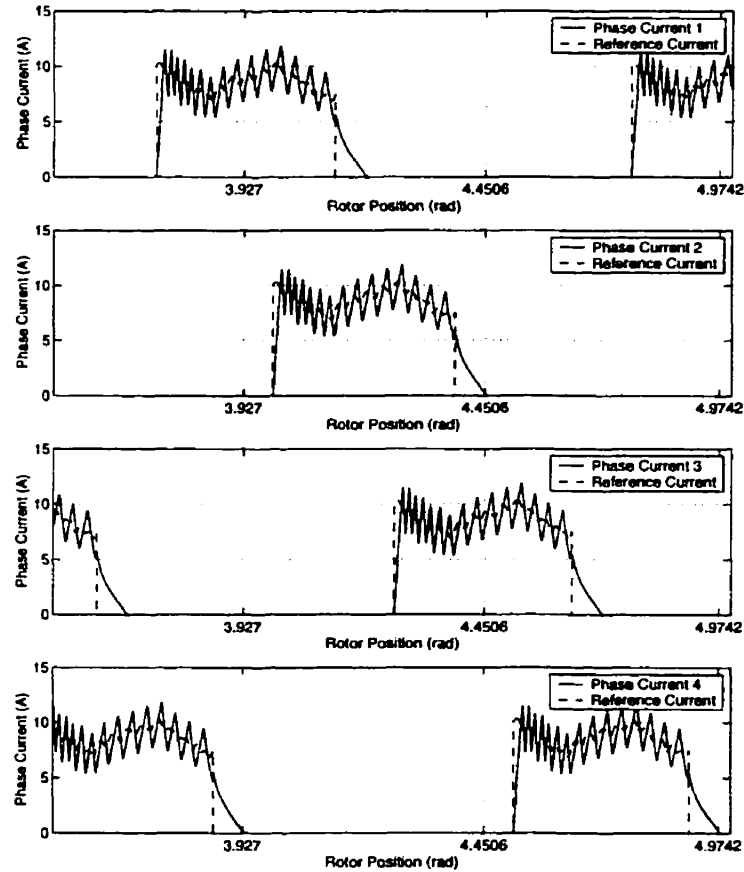 15
10
5
0
Phase Current (A)
Phase Current 1
Reference Current
3.927
4.4506
4.9742
Rotor Position (rad)
15
10
5
0
Phase Current (A)
Phase Current 2
Reference Current
3.927
4.4506
4.9742
Rotor Position (rad)
15
10
5
0
Phase Current (A)
Phase Current 3
Reference Current
3.927
4.4506
4.9742
Rotor Position (rad)
15
10
5
0
Phase Current (A)
Phase Current 4
Reference Current
3.927
4.4506
4.9742
Rotor Position (rad)